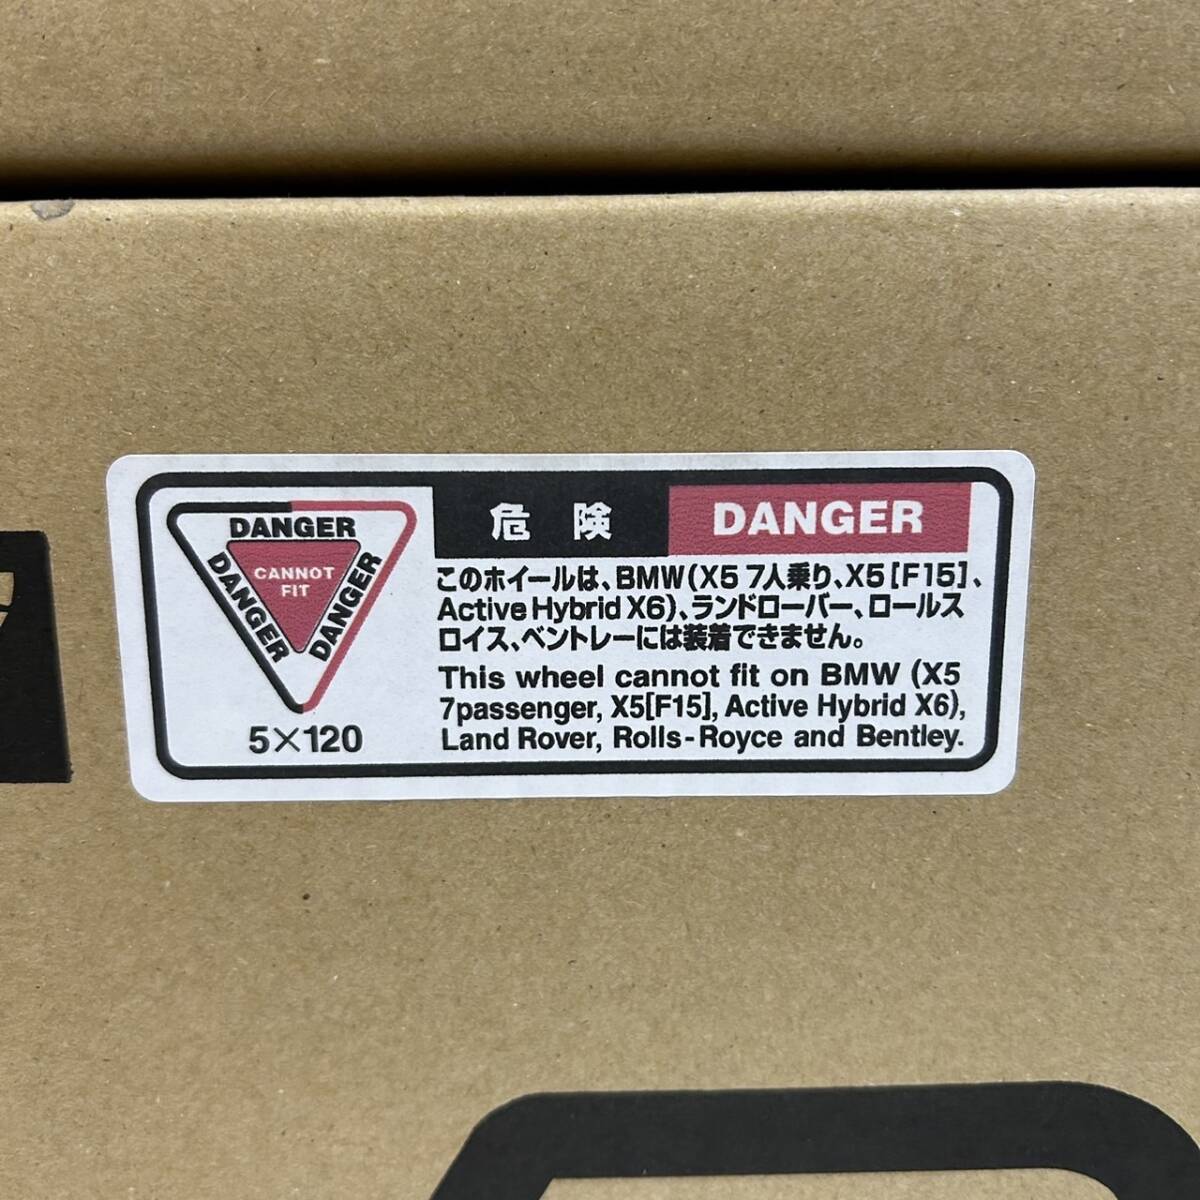 危険 DANGER
DANGER
DANGER
DANGER
CANNOT
FIT
5×120
このホイールは、BMW(X5 7人乗り、X5[F15]、
Active Hybrid X6)、ランドローバー、ロールス
ロイス、ベントレーには装着できません。
This wheel cannot fit on BMW (X5
7passenger, X5[F15], Active Hybrid X6),
Land Rover, Rolls-Royce and Bentley.